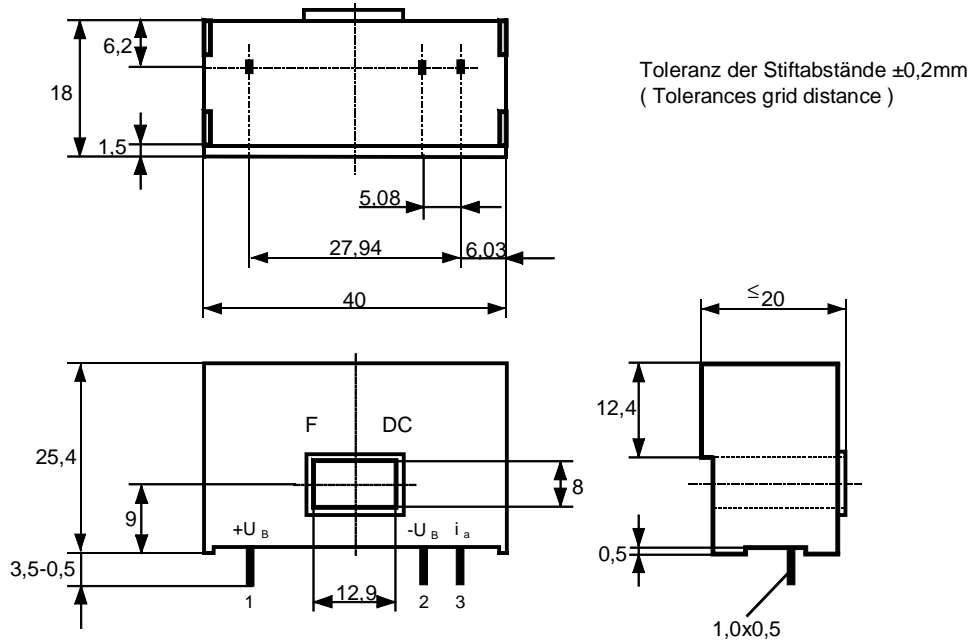 6,2
18
1,5
Toleranz der Stiftabstände ±0,2mm
( Tolerances grid distance )
5,08
27,94
6,03
40
≤20
F DC
12,4
25,4
8
9
+U B
-U B i a
0,5
3,5-0,5
12,9
1 2 3
1,0x0,5